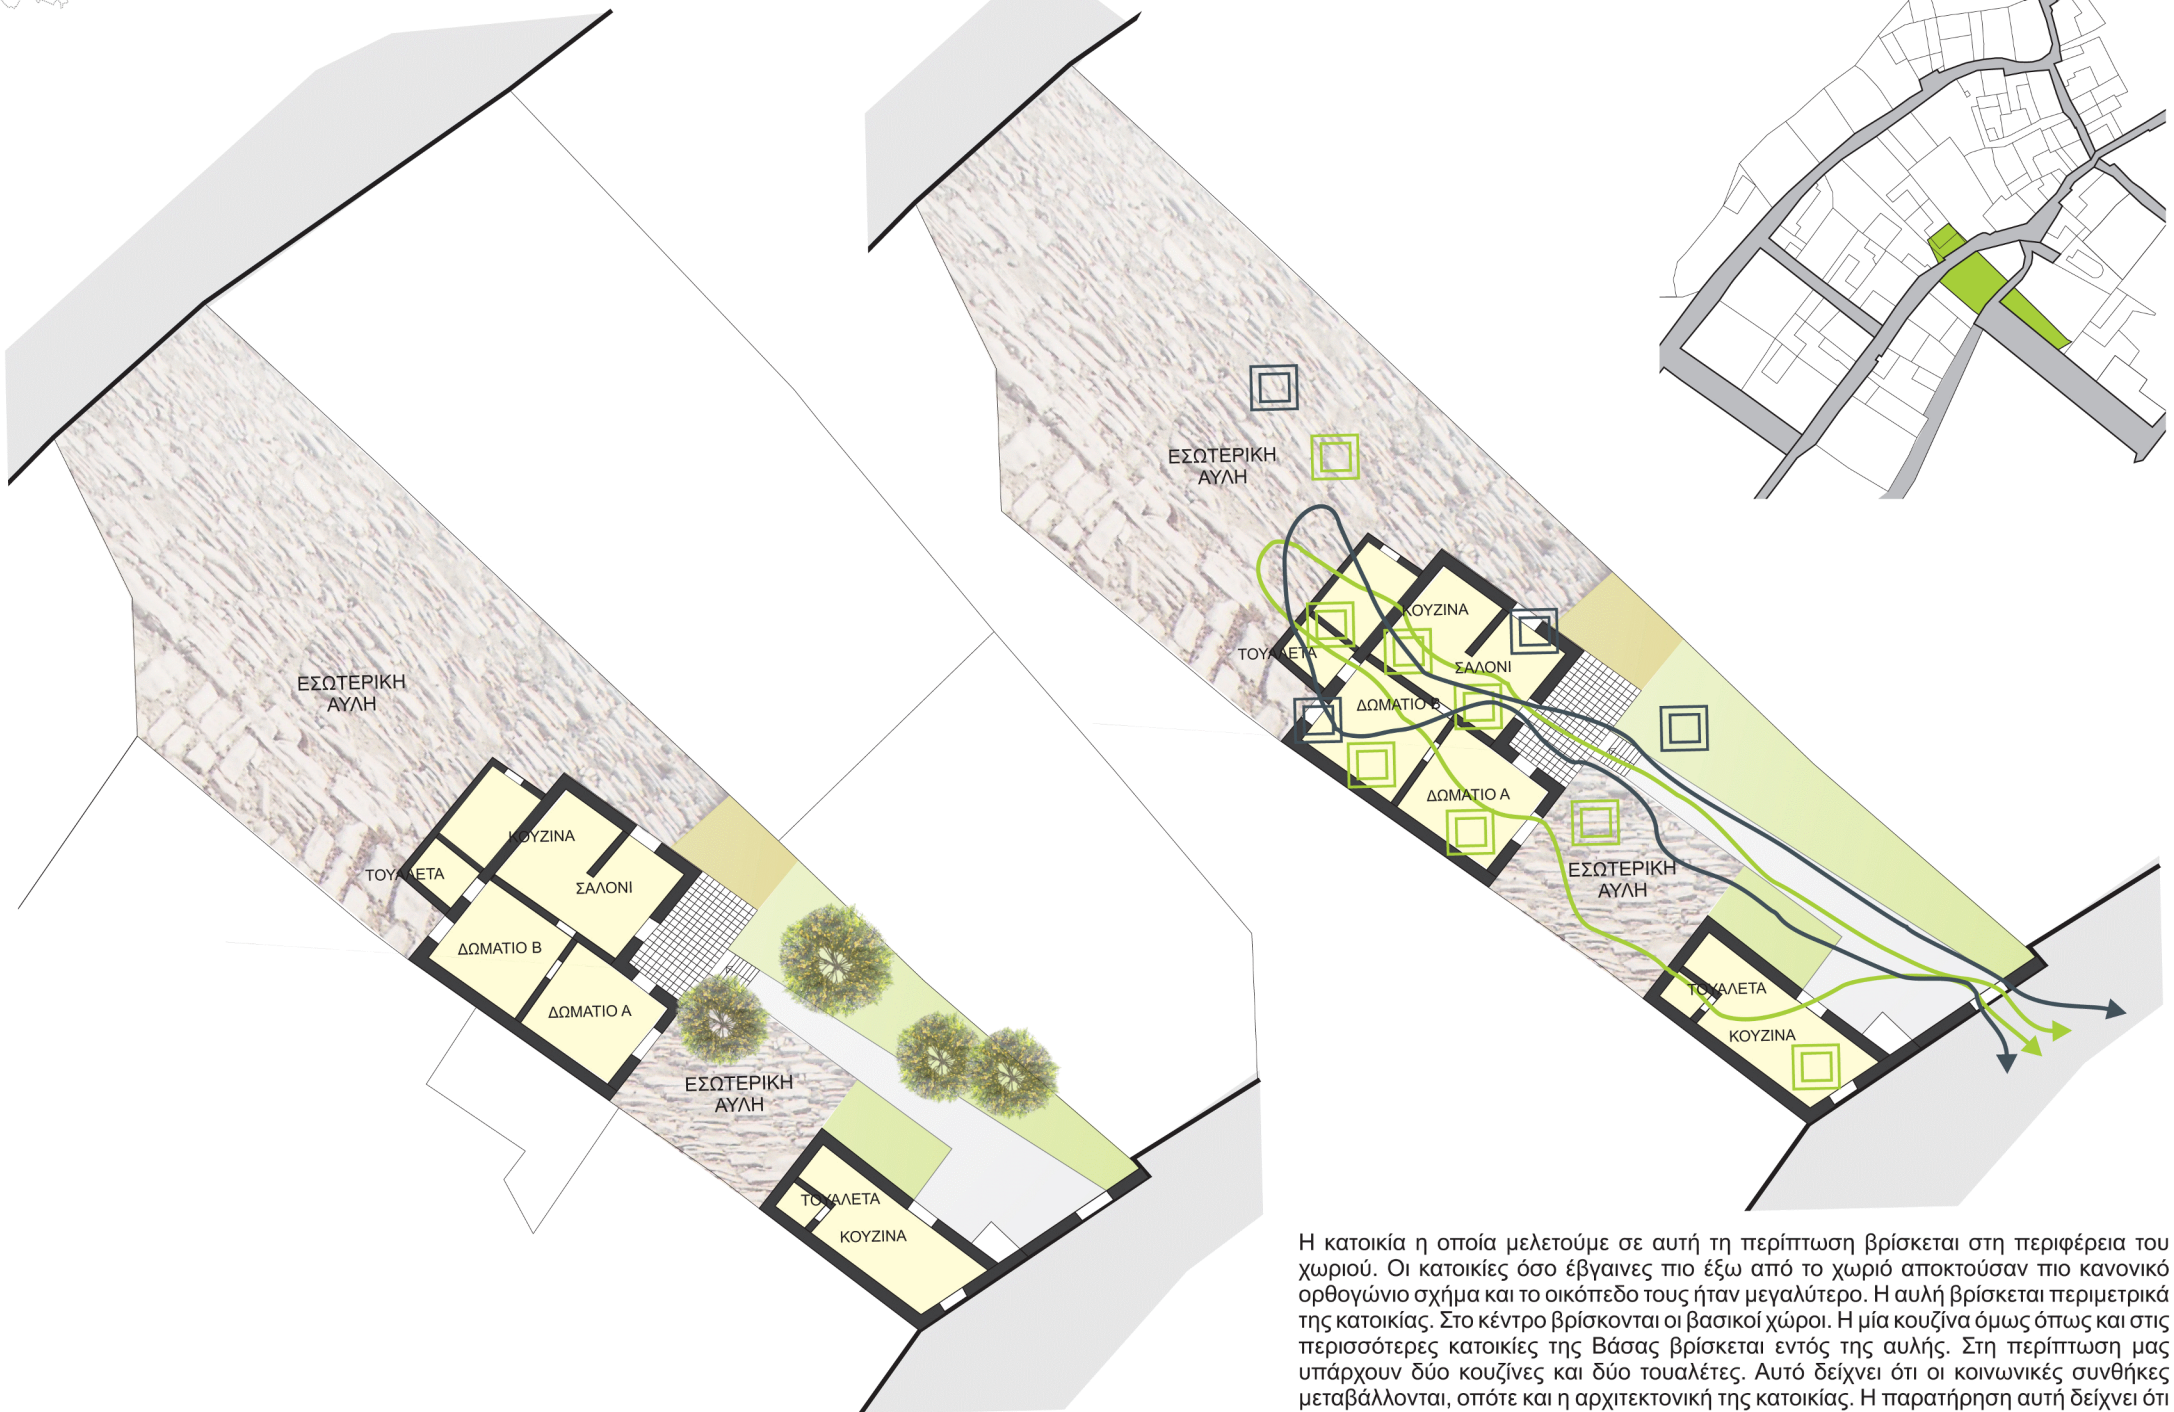 ΕΣΩΤΕΡΙΚΗ
ΑΥΛΗ
ΚΟΥΖΙΝΑ
ΤΟΥΑΛΕΤΑ
ΣΑΛΟΝΙ
ΔΩΜΑΤΙΟ Β
ΔΩΜΑΤΙΟ Α
ΕΣΩΤΕΡΙΚΗ
ΑΥΛΗ
ΤΟΥΑΛΕΤΑ
ΚΟΥΖΙΝΑ
ΕΣΩΤΕΡΙΚΗ
ΑΥΛΗ
ΚΟΥΖΙΝΑ
ΤΟΥΑΛΕΤΑ
ΣΑΛΟΝΙ
ΔΩΜΑΤΙΟ Β
ΔΩΜΑΤΙΟ Α
ΕΣΩΤΕΡΙΚΗ
ΑΥΛΗ
ΤΟΥΑΛΕΤΑ
ΚΟΥΖΙΝΑ
Η κατοικία η οποία μελετούμε σε αυτή τη περίπτωση βρίσκεται στη περιφέρεια του
χωριού. Οι κατοικίες όσο έβγαινες πιο έξω από το χωριό αποκτούσαν πιο κανονικό
ορθογώνιο σχήμα και το οικόπεδο τους ήταν μεγαλύτερο. Η αυλή βρίσκεται περιμετρικά
της κατοικίας. Στο κέντρο βρίσκονται οι βασικοί χώροι. Η μία κουζίνα όμως όπως και στις
περισσότερες κατοικίες της Βάσας βρίσκεται εντός της αυλής. Στη περίπτωση μας
υπάρχουν δύο κουζίνες και δύο τουαλέτες. Αυτό δείχνει ότι οι κοινωνικές συνθήκες
μεταβάλλονται, οπότε και η αρχιτεκτονική της κατοικίας. Η παρατήρηση αυτή δείχνει ότι